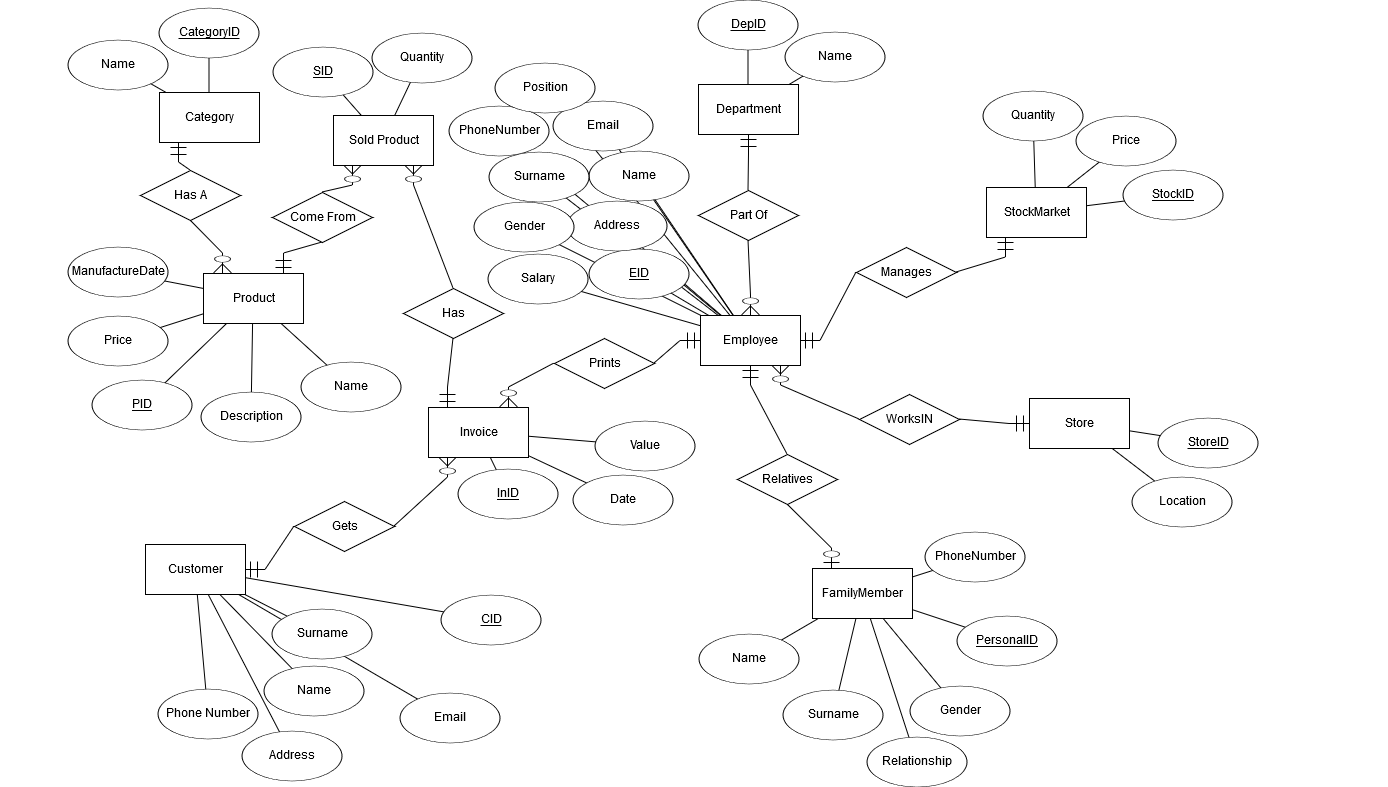 DepID
CategoryID
Name
Name
SID
Quantity
Position
Department
Category
Sold Product
PhoneNumber
Email
Quantity
Price
Surname
Name
StockID
Has A
Come From
Part Of
StockMarket
Gender
Address
ManufactureDate
Salary
EID
Manages
Product
Has
Price
Employee
Prints
Name
PID
Description
Invoice
WorksIN
Store
StoreID
Value
InID
Date
Relatives
Location
Gets
Customer
PhoneNumber
FamilyMember
CID
Surname
PersonalID
Name
Name
Phone Number
Email
Surname
Gender
Address
Relationship